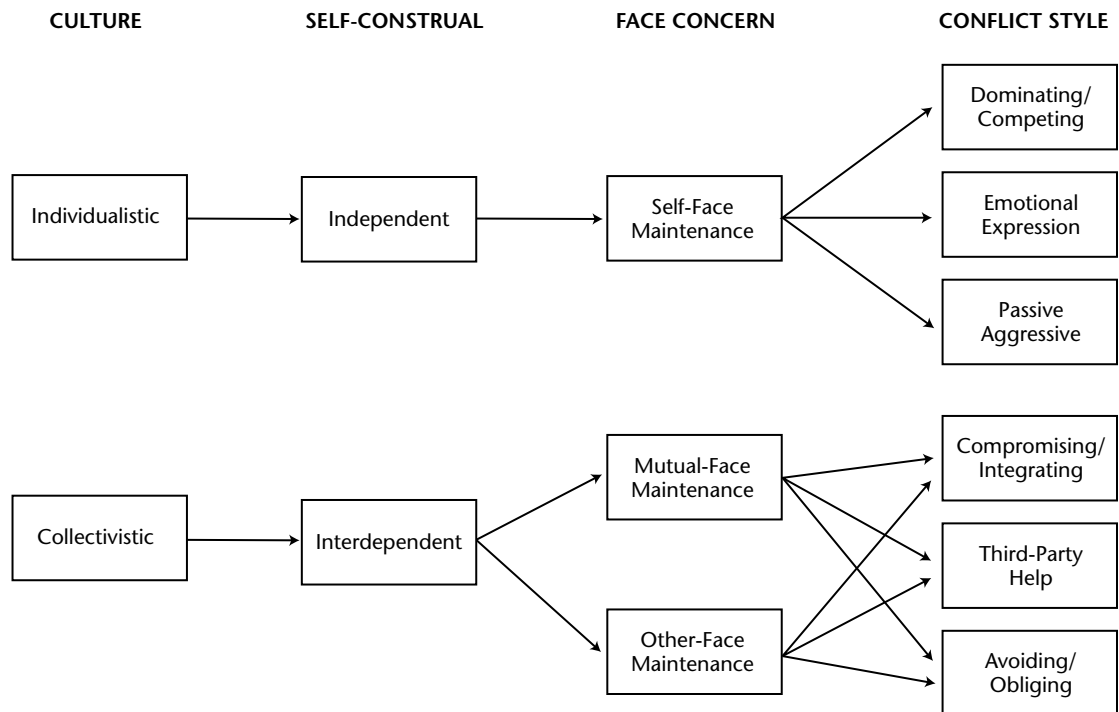 CULTURE
SELF-CONSTRUAL
FACE CONCERN
CONFLICT STYLE
Individualistic
Independent
Self-Face
Maintenance
Dominating/
Competing
Emotional
Expression
Passive
Aggressive
Collectivistic
Interdependent
Mutual-Face
Maintenance
Other-Face
Maintenance
Compromising/
Integrating
Third-Party
Help
Avoiding/
Obliging